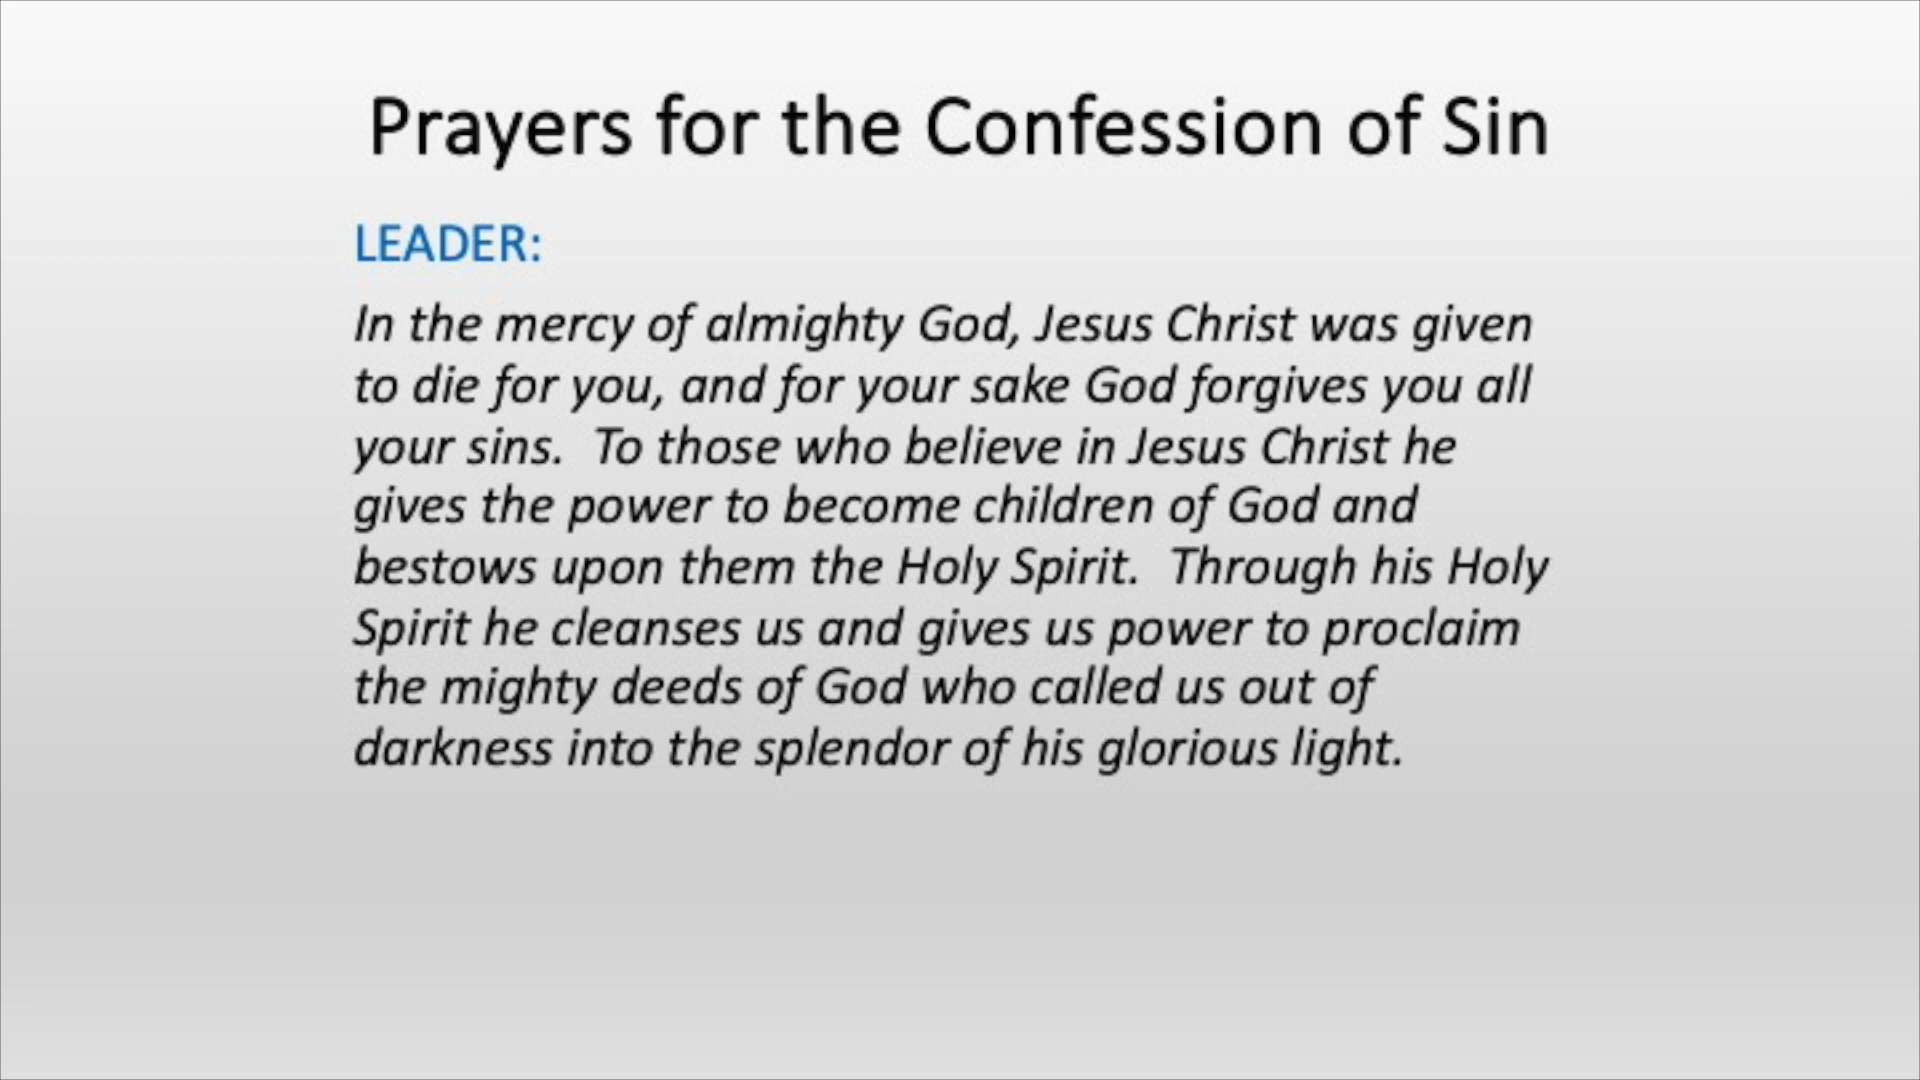 Prayers for the Confession of Sin
LEADER:
In the mercy of almighty God, Jesus Christ was given
to die for you, and for your sake God forgives you all
your sins.  To those who believe in Jesus Christ he
gives the power to become children of God and
bestows upon them the Holy Spirit.  Through his Holy
Spirit he cleanses us and gives us power to proclaim
the mighty deeds of God who called us out of
darkness into the splendor of his glorious light.